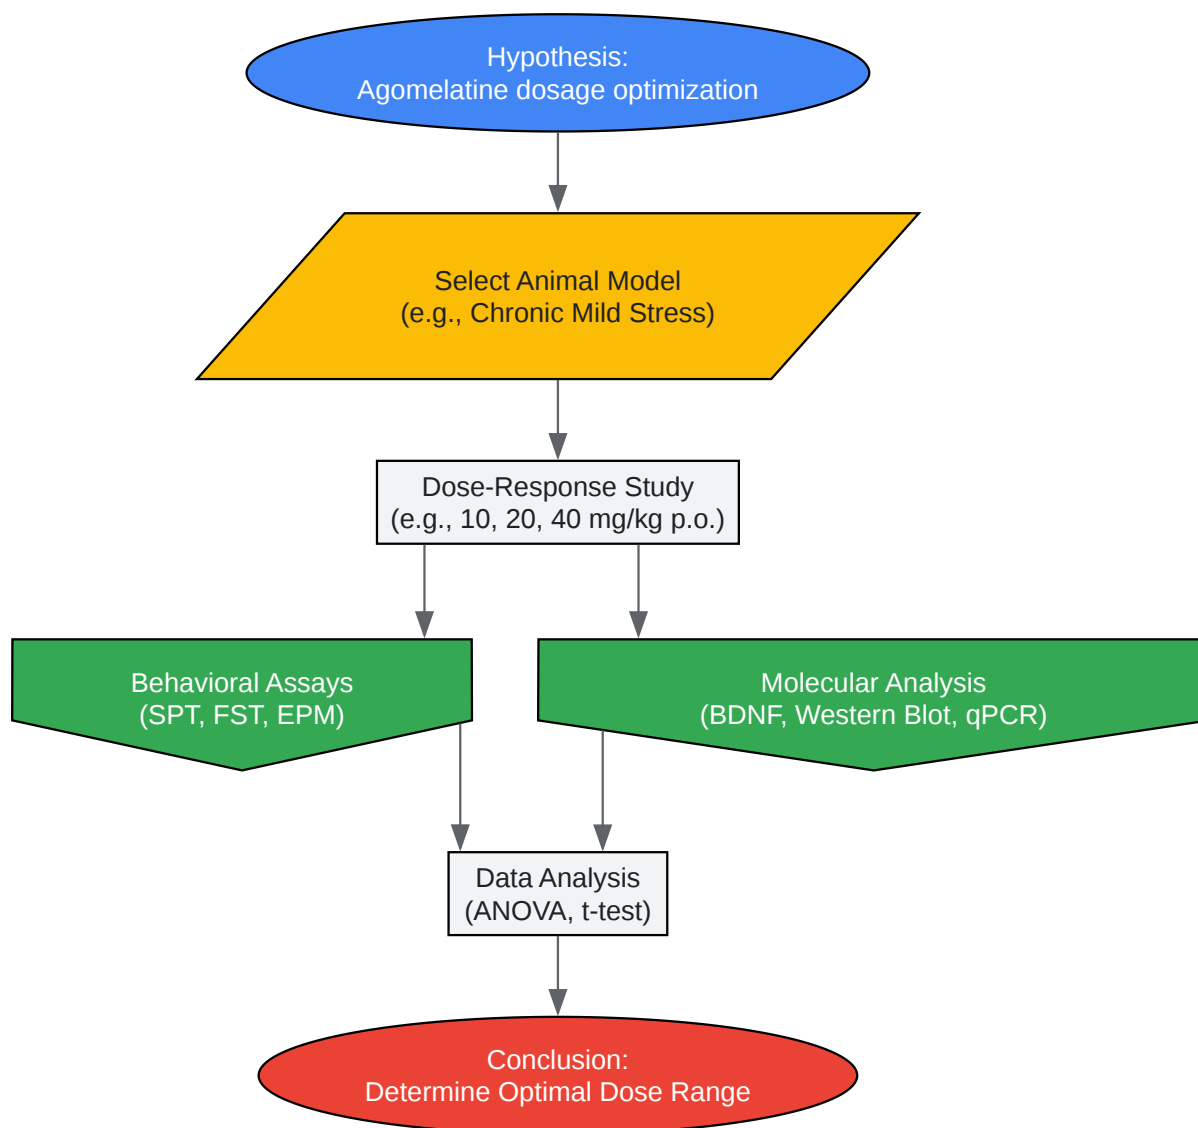 Hypothesis:
Agomelatine dosage optimization
Select Animal Model
(e.g., Chronic Mild Stress)
Dose-Response Study
(e.g., 10, 20, 40 mg/kg p.o.)
Behavioral Assays
(SPT, FST, EPM)
Molecular Analysis
(BDNF, Western Blot, qPCR)
Data Analysis
(ANOVA, t-test)
Conclusion:
Determine Optimal Dose Range